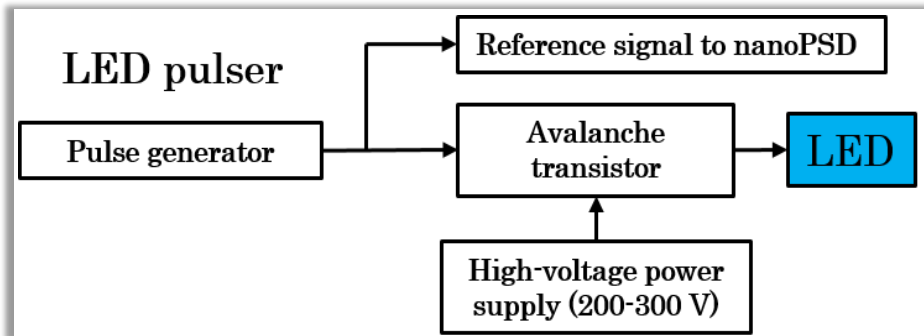 LED pulser
Reference signal to nanoPSD
Pulse generator
Avalanche
transistor
LED
High-voltage power
supply (200-300 V)